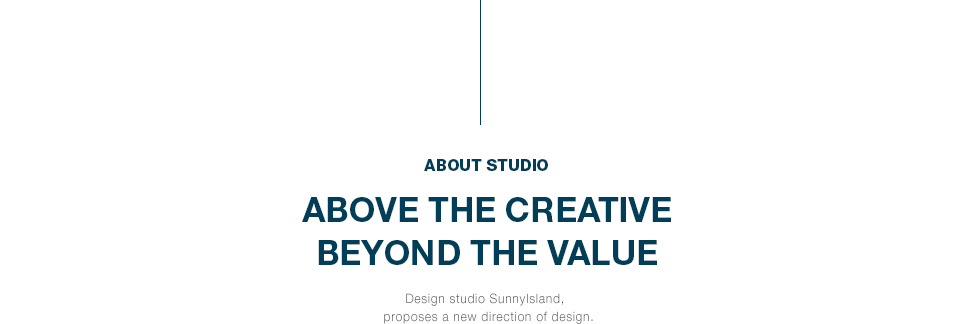 ABOUT STUDIO
ABOVE THE CREATIVE
BEYOND THE VALUE
Design studio SunnyIsland,
proposes a new direction of design.